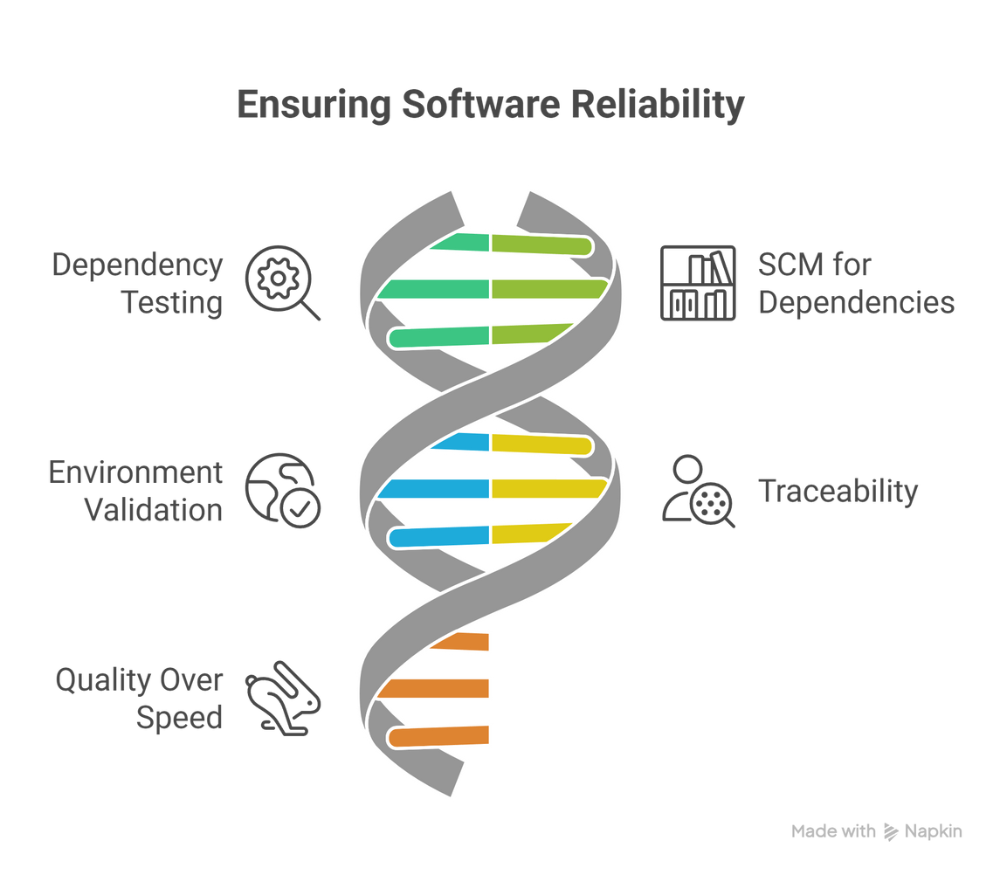 Ensuring Software Reliability
Dependency
Testing
SCM for
Dependencies
Environment
Validation
Traceability
Quality Over
Speed
Made with Napkin